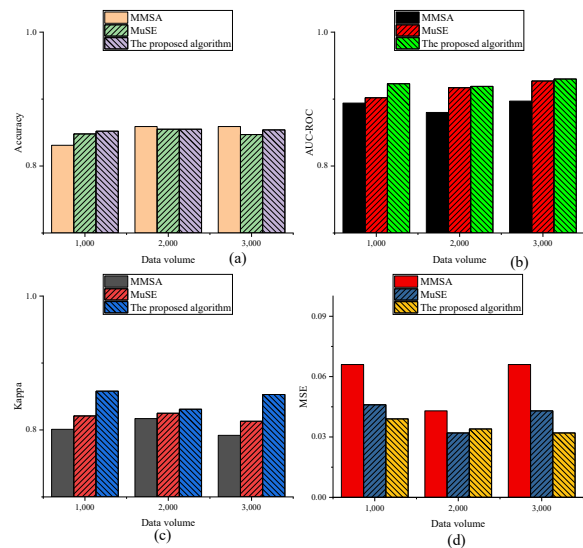 MMSA
MuSE
The proposed algorithm
1.0
0.8
Accuracy
1,000
2,000
3,000
Data volume
(a)
MMSA
MuSE
The proposed algorithm
1.0
0.8
AUC-ROC
1,000
2,000
3,000
Data volume
(b)
MMSA
MuSE
The proposed algorithm
1.0
0.8
Kappa
1,000
2,000
3,000
Data volume
(c)
MMSA
MuSE
The proposed algorithm
0.09
0.06
0.03
0.00
MSE
1,000
2,000
3,000
Data volume
(d)